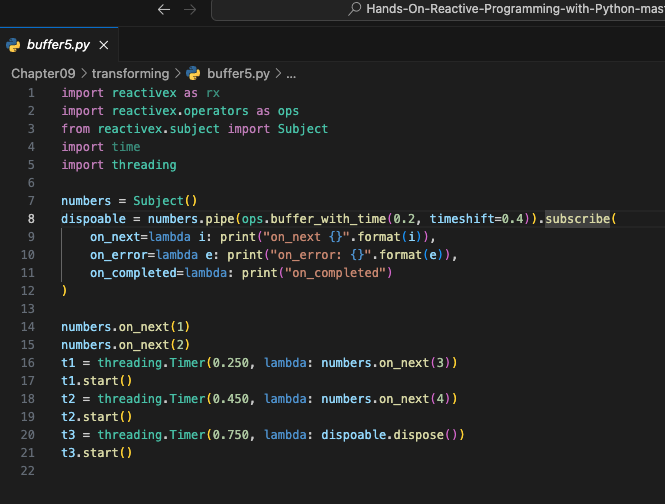 Hands-On-Reactive-Programming-with-Python-mas
buffer5.py
Chapter09 > transforming > buffer5.py > ...
1 import reactivex as rx
2 import reactivex.operators as ops
3 from reactivex.subject import Subject
4 import time
5 import threading
6
7 numbers = Subject()
8 dispoable = numbers.pipe(ops.buffer_with_time(0.2, timeshift=0.4)).subscribe(
9     on_next=lambda i: print("on_next {}".format(i)),
10     on_error=lambda e: print("on_error: {}".format(e)),
11     on_completed=lambda: print("on_completed")
12 )
13
14 numbers.on_next(1)
15 numbers.on_next(2)
16 t1 = threading.Timer(0.250, lambda: numbers.on_next(3))
17 t1.start()
18 t2 = threading.Timer(0.450, lambda: numbers.on_next(4))
19 t2.start()
20 t3 = threading.Timer(0.750, lambda: dispoable.dispose())
21 t3.start()
22